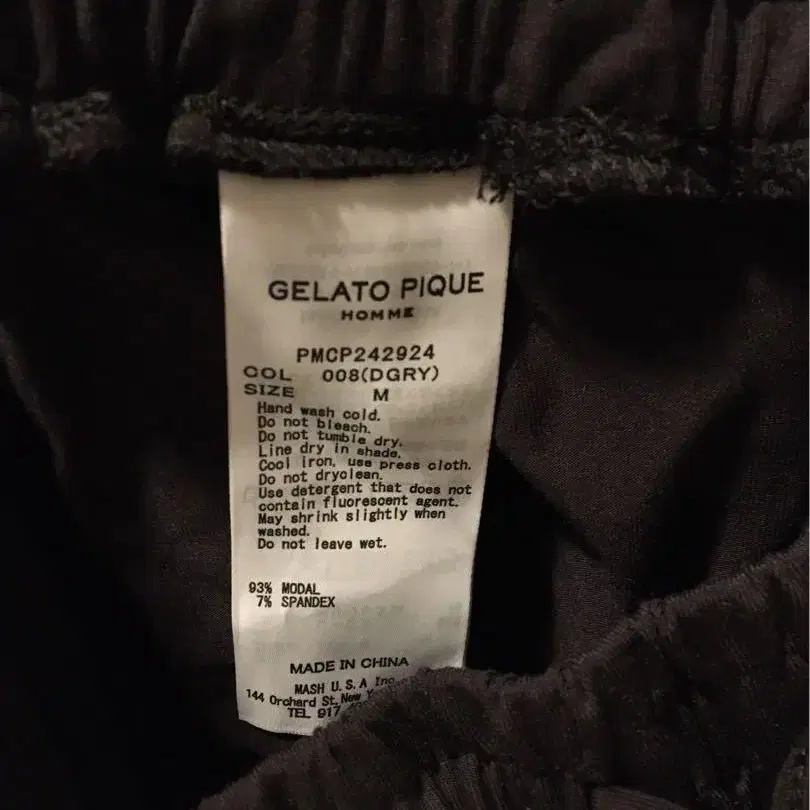 GELATO PIQUE
HOMME
PMCP242924
COL 008(DGRY)
SIZE M
Hand wash cold.
Do not bleach.
Do not tumble dry.
Line dry in shade.
Cool iron, use press cloth.
Do not dryclean.
Use detergent that does not
contain fluorescent agent.
May shrink slightly when
washed.
Do not leave wet.
93% MODAL
7% SPANDEX
MADE IN CHINA
MASH U.S.A Inc.
144 Orchard St, New
TEL 917